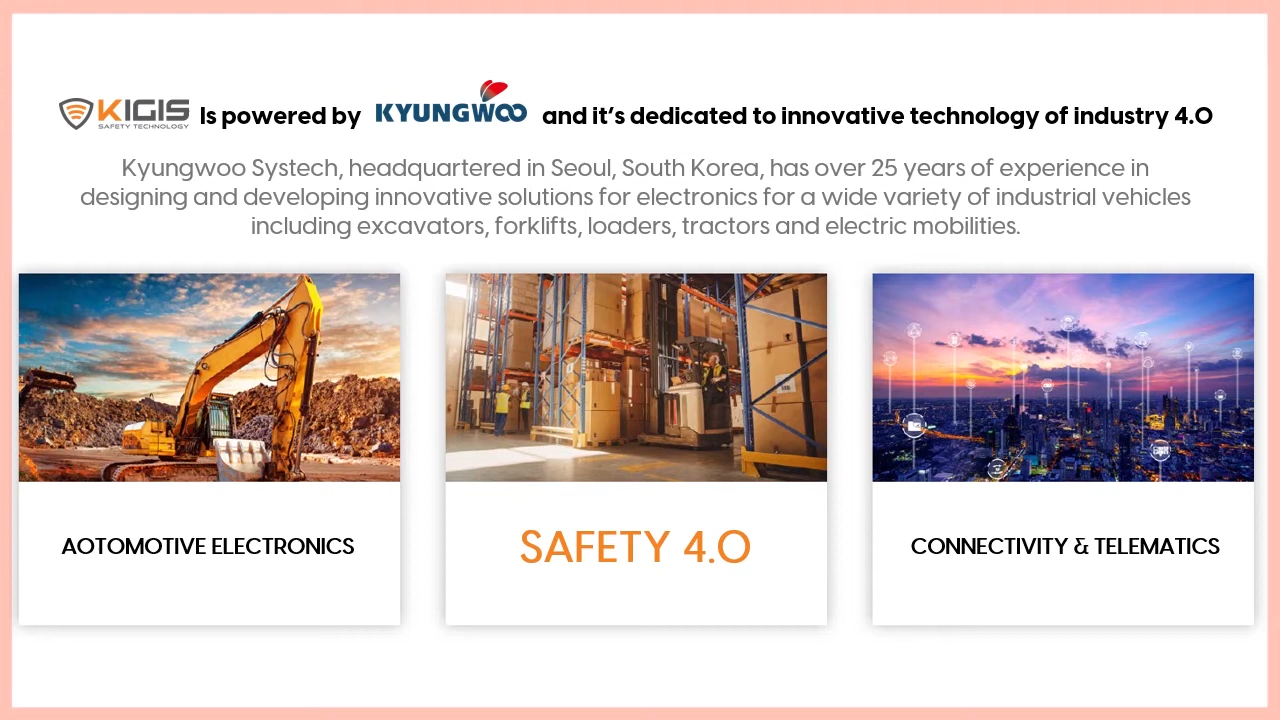 KIGIS SAFETY TECHNOLOGY Is powered by KYUNGWOO and it's dedicated to innovative technology of industry 4.0
Kyungwoo Systech, headquartered in Seoul, South Korea, has over 25 years of experience in
designing and developing innovative solutions for electronics for a wide variety of industrial vehicles
including excavators, forklifts, loaders, tractors and electric mobilities.
AOTOMOTIVE ELECTRONICS
SAFETY 4.0
CONNECTIVITY & TELEMATICS